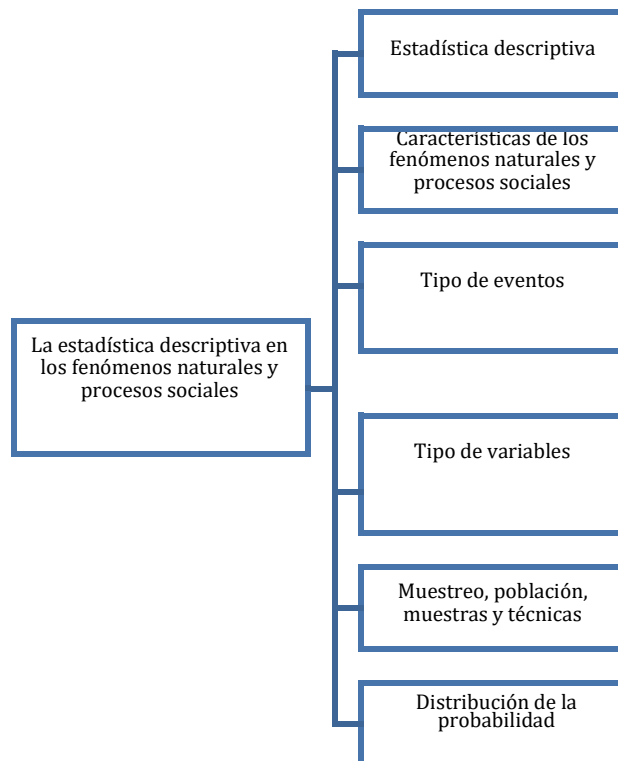 Estadística descriptiva
Características de los
fenómenos naturales y
procesos sociales
Tipo de eventos
La estadística descriptiva en
los fenómenos naturales y
procesos sociales
Tipo de variables
Muestreo, población,
muestras y técnicas
Distribución de la
probabilidad